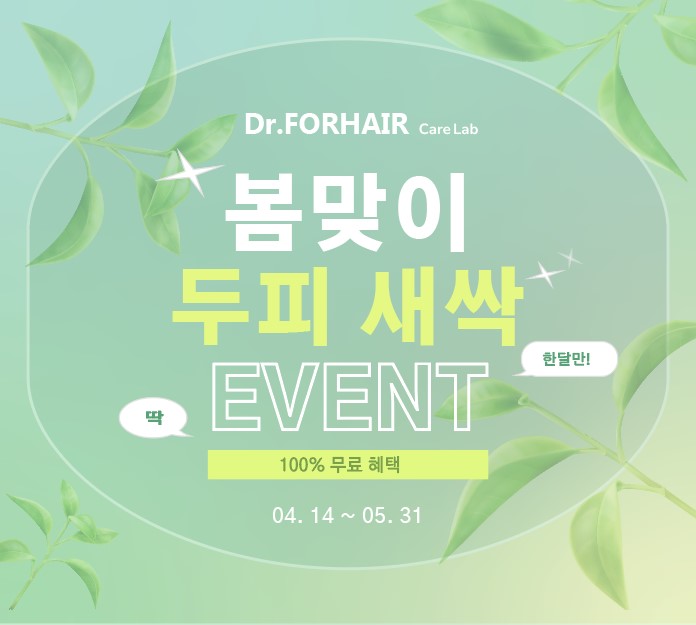 Dr.FORHAIR Care Lab
봄맞이
두피 새싹
EVENT
딱
한달만!
100% 무료 혜택
04. 14 ~ 05. 31